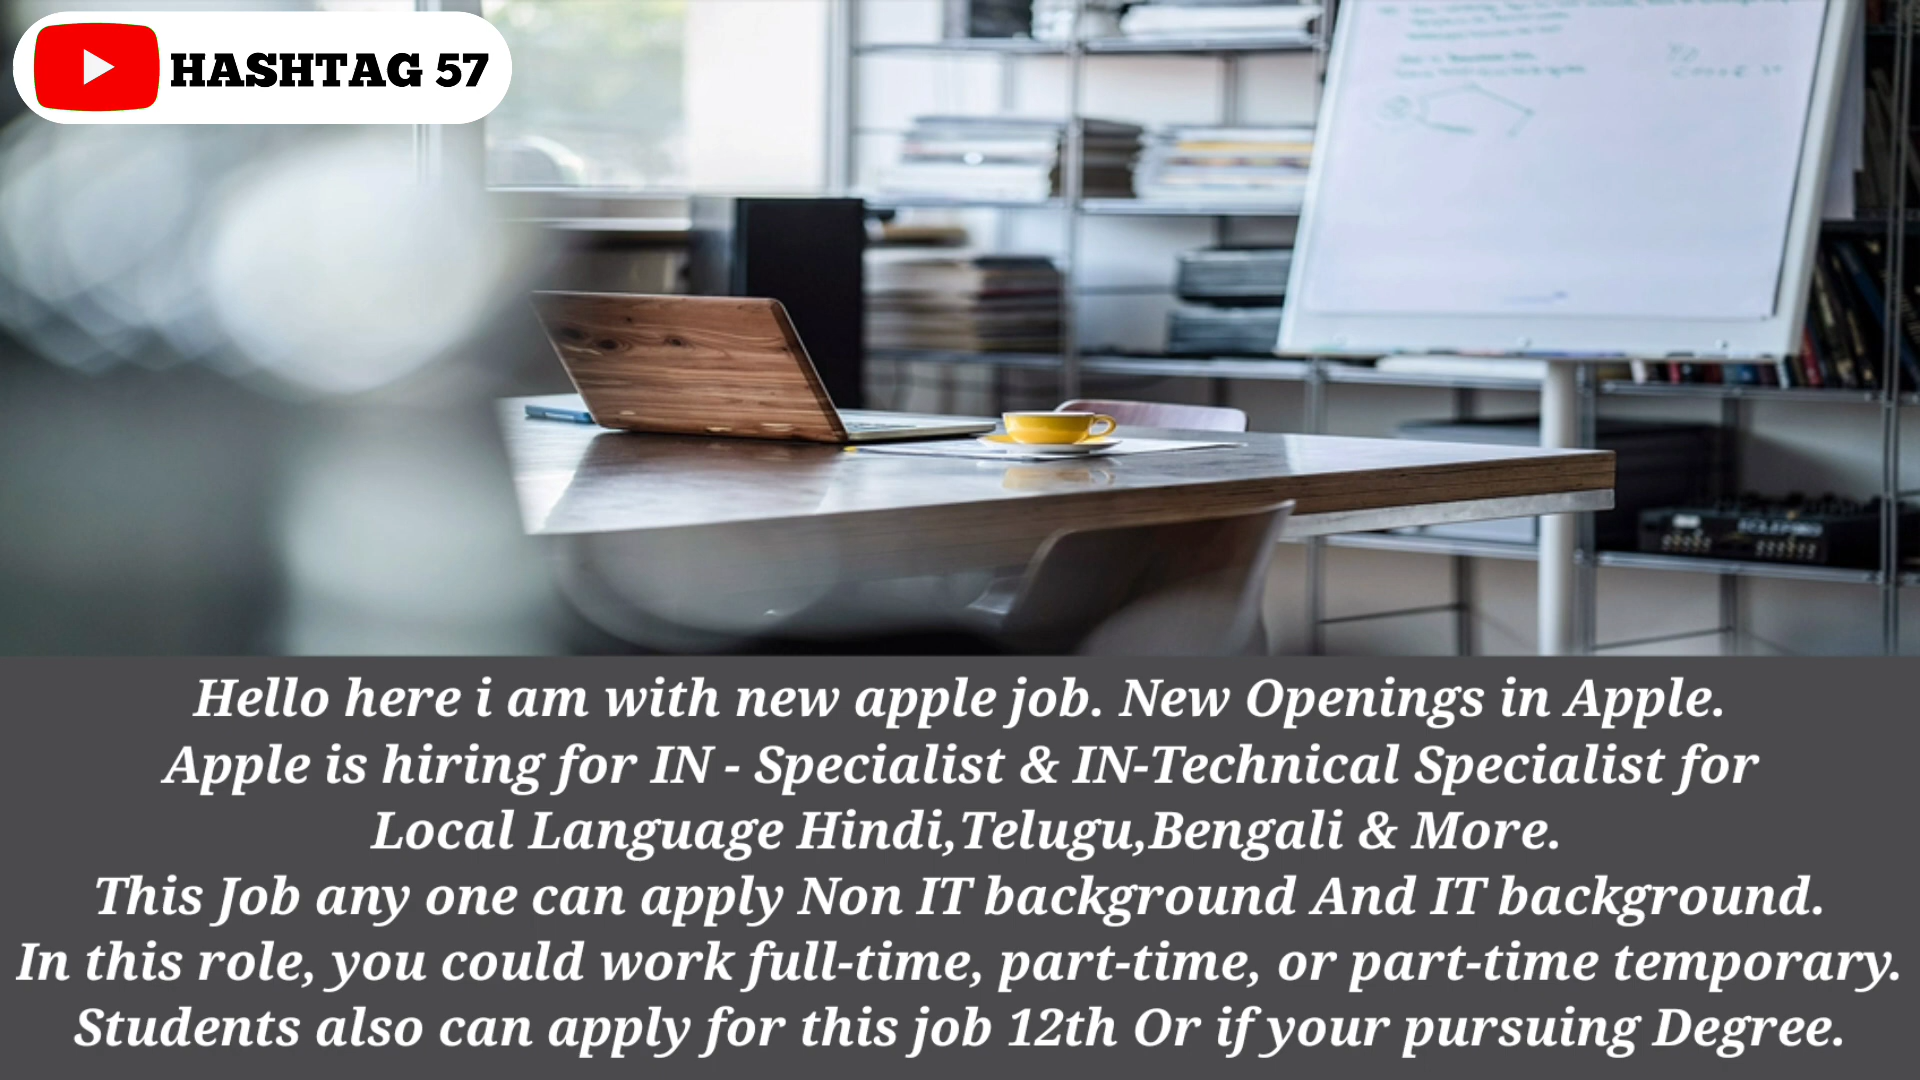 HASHTAG 57
Hello here i am with new apple job. New Openings in Apple.
Apple is hiring for IN - Specialist & IN-Technical Specialist for
Local Language Hindi,Telugu,Bengali & More.
This Job any one can apply Non IT background And IT background.
In this role, you could work full-time, part-time, or part-time temporary.
Students also can apply for this job 12th Or if your pursuing Degree.